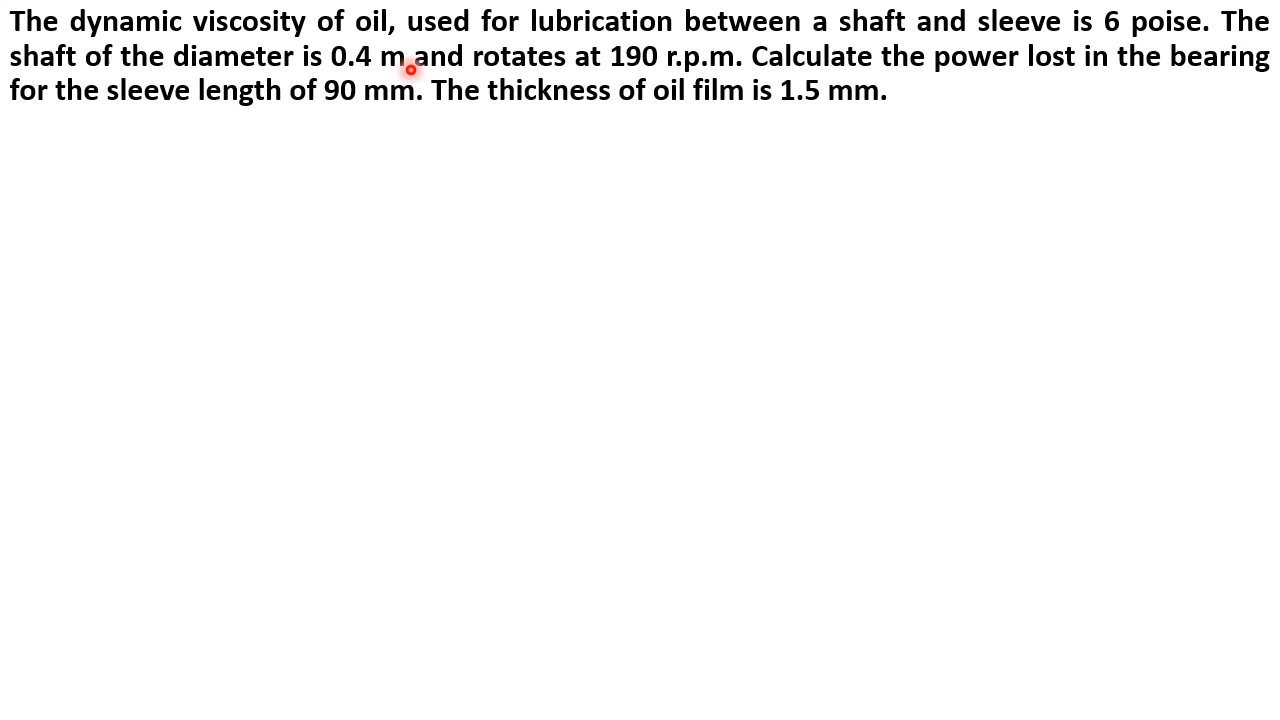 The dynamic viscosity of oil, used for lubrication between a shaft and sleeve is 6 poise. The
shaft of the diameter is 0.4 m and rotates at 190 r.p.m. Calculate the power lost in the bearing
for the sleeve length of 90 mm. The thickness of oil film is 1.5 mm.